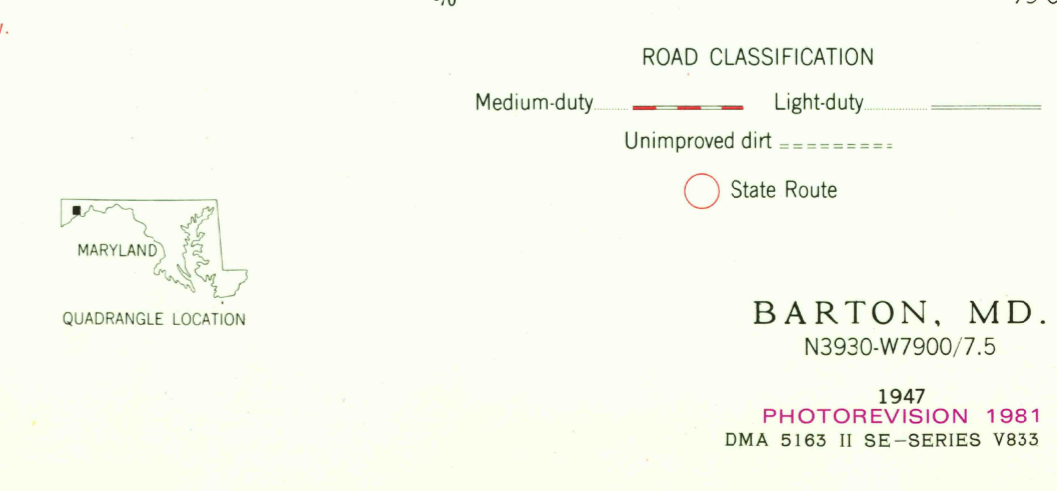 ROAD CLASSIFICATION
Medium-duty Light-duty
Unimproved dirt
State Route
MARYLAND
QUADRANGLE LOCATION
BARTON, MD.
N3930-W7900/7.5
1947
PHOTOREVISION 1981
DMA 5163 II SE-SERIES V833